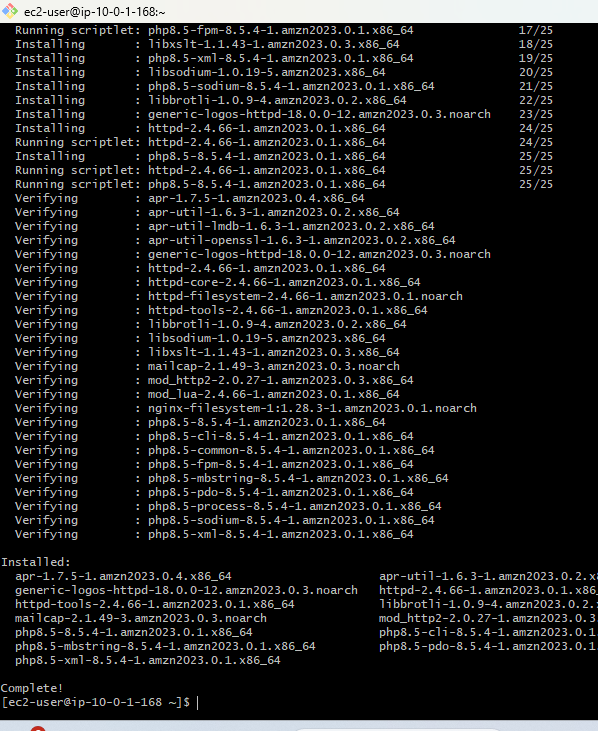 ec2-user@ip-10-0-1-168:~
Running scriptlet: php8.5-fpm-8.5.4-1.amzn2023.0.1.x86_64 17/25
Installing : libxslt-1.1.43-1.amzn2023.0.3.x86_64 18/25
Installing : php8.5-xml-8.5.4-1.amzn2023.0.1.x86_64 19/25
Installing : libsodium-1.0.19-5.amzn2023.x86_64 20/25
Installing : php8.5-sodium-8.5.4-1.amzn2023.0.1.x86_64 21/25
Installing : libbrotli-1.0.9-4.amzn2023.0.2.x86_64 22/25
Installing : generic-logos-httpd-18.0.0-12.amzn2023.0.3.noarch 23/25
Installing : httpd-2.4.66-1.amzn2023.0.1.x86_64 24/25
Running scriptlet: httpd-2.4.66-1.amzn2023.0.1.x86_64 24/25
Installing : php8.5-8.5.4-1.amzn2023.0.1.x86_64 25/25
Running scriptlet: httpd-2.4.66-1.amzn2023.0.1.x86_64 25/25
Running scriptlet: php8.5-8.5.4-1.amzn2023.0.1.x86_64 25/25
Verifying : apr-1.7.5-1.amzn2023.0.4.x86_64
Verifying : apr-util-1.6.3-1.amzn2023.0.2.x86_64
Verifying : apr-util-lmdb-1.6.3-1.amzn2023.0.2.x86_64
Verifying : apr-util-openssl-1.6.3-1.amzn2023.0.2.x86_64
Verifying : generic-logos-httpd-18.0.0-12.amzn2023.0.3.noarch
Verifying : httpd-2.4.66-1.amzn2023.0.1.x86_64
Verifying : httpd-core-2.4.66-1.amzn2023.0.1.x86_64
Verifying : httpd-filesystem-2.4.66-1.amzn2023.0.1.noarch
Verifying : httpd-tools-2.4.66-1.amzn2023.0.1.x86_64
Verifying : libbrotli-1.0.9-4.amzn2023.0.2.x86_64
Verifying : libsodium-1.0.19-5.amzn2023.x86_64
Verifying : libxslt-1.1.43-1.amzn2023.0.3.x86_64
Verifying : mailcap-2.1.49-3.amzn2023.0.3.noarch
Verifying : mod_http2-2.0.27-1.amzn2023.0.3.x86_64
Verifying : mod_lua-2.4.66-1.amzn2023.0.1.x86_64
Verifying : nginx-filesystem-1:1.28.3-1.amzn2023.0.1.noarch
Verifying : php8.5-8.5.4-1.amzn2023.0.1.x86_64
Verifying : php8.5-cli-8.5.4-1.amzn2023.0.1.x86_64
Verifying : php8.5-common-8.5.4-1.amzn2023.0.1.x86_64
Verifying : php8.5-fpm-8.5.4-1.amzn2023.0.1.x86_64
Verifying : php8.5-mbstring-8.5.4-1.amzn2023.0.1.x86_64
Verifying : php8.5-pdo-8.5.4-1.amzn2023.0.1.x86_64
Verifying : php8.5-process-8.5.4-1.amzn2023.0.1.x86_64
Verifying : php8.5-sodium-8.5.4-1.amzn2023.0.1.x86_64
Verifying : php8.5-xml-8.5.4-1.amzn2023.0.1.x86_64
Installed:
apr-1.7.5-1.amzn2023.0.4.x86_64 apr-util-1.6.3-1.amzn2023.0.2.x8
generic-logos-httpd-18.0.0-12.amzn2023.0.3.noarch httpd-2.4.66-1.amzn2023.0.1.x86_
httpd-tools-2.4.66-1.amzn2023.0.1.x86_64 libbrotli-1.0.9-4.amzn2023.0.2.
mailcap-2.1.49-3.amzn2023.0.3.noarch mod_http2-2.0.27-1.amzn2023.0.3.
php8.5-8.5.4-1.amzn2023.0.1.x86_64 php8.5-cli-8.5.4-1.amzn2023.0.1.
php8.5-mbstring-8.5.4-1.amzn2023.0.1.x86_64 php8.5-pdo-8.5.4-1.amzn2023.0.1.
php8.5-xml-8.5.4-1.amzn2023.0.1.x86_64
Complete!
[ec2-user@ip-10-0-1-168 ~]$